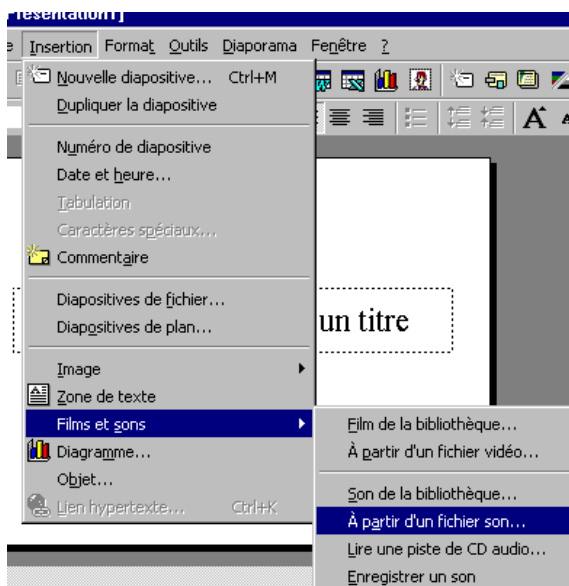 Présentation1]
e Insertion Format Outils Diaporama Fenêtre ?
Nouvelle diapositive... Ctrl+M
Dupliquer la diapositive
Numéro de diapositive
Date et heure...
Tabulation
Caractères spéciaux...
Commentaire
Diapositives de fichier...
Diapositives de plan...
un titre
Image
Zone de texte
Films et sons
Diagramme...
Objet...
Lien hypertexte... Ctrl+K
Film de la bibliothèque...
À partir d'un fichier vidéo...
Son de la bibliothèque...
À partir d'un fichier son...
Lire une piste de CD audio...
Enregistrer un son